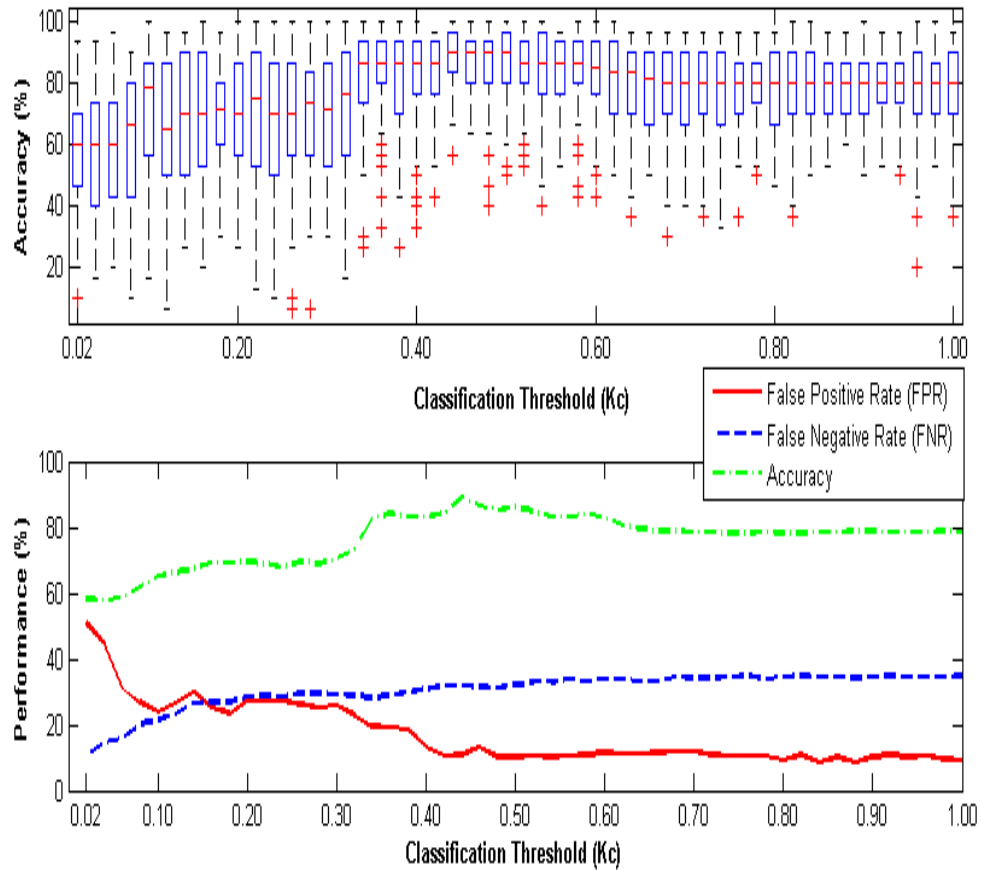 Accuracy (%)
100
80
60
40
20
0.02 0.20 0.40 0.60 0.80 1.00
Classification Threshold (Kc)
False Positive Rate (FPR)
False Negative Rate (FNR)
Accuracy
Performance (%)
100
80
60
40
20
0
0.02 0.10 0.20 0.30 0.40 0.50 0.60 0.70 0.80 0.90 1.00
Classification Threshold (Kc)